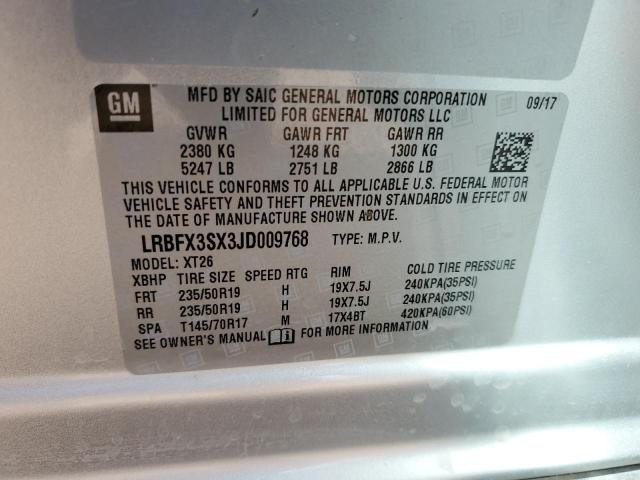 GM
MFD BY SAIC GENERAL MOTORS CORPORATION 09/17
LIMITED FOR GENERAL MOTORS LLC
GVWR GAWR FRT GAWR RR
2380 KG 1248 KG 1300 KG
5247 LB 2751 LB 2866 LB
THIS VEHICLE CONFORMS TO ALL APPLICABLE U.S. FEDERAL MOTOR
VEHICLE SAFETY AND THEFT PREVENTION STANDARDS IN EFFECT ON
THE DATE OF MANUFACTURE SHOWN ABOVE.
LRBFX3SX3JD009768 TYPE: M.P.V.
MODEL: XT26
XBHP TIRE SIZE SPEED RTG RIM COLD TIRE PRESSURE
FRT 235/50R19 H 19X7.5J 240KPA(35PSI)
RR 235/50R19 H 19X7.5J 240KPA(35PSI)
SPA T145/70R17 M 17X4BT 420KPA(60PSI)
SEE OWNER'S MANUAL FOR MORE INFORMATION